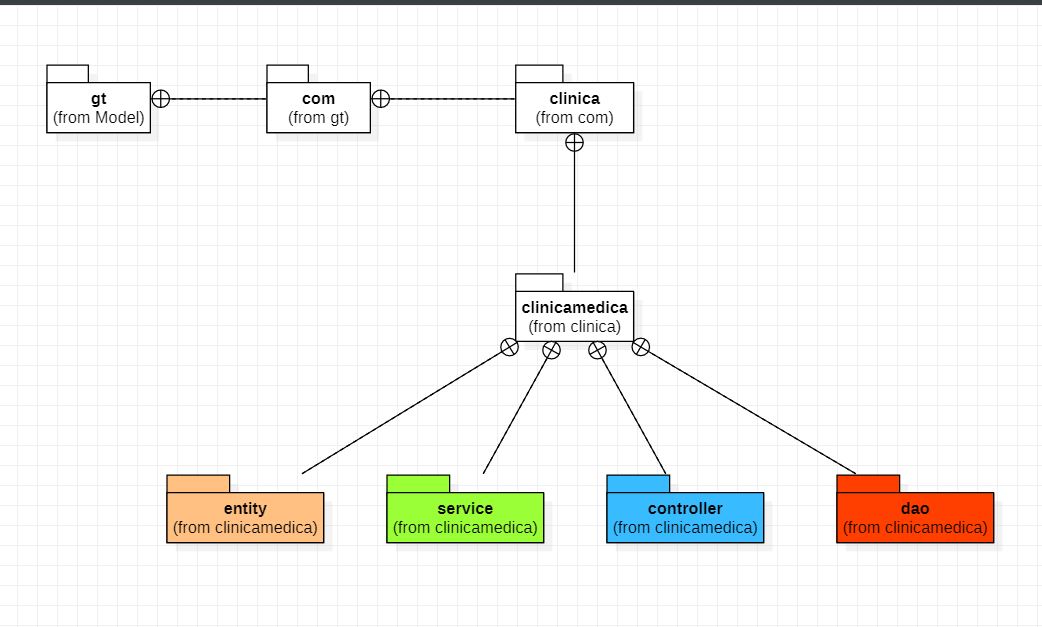 gt
(from Model)
com
(from gt)
clinica
(from com)
clinicamedica
(from clinica)
entity
(from clinicamedica)
service
(from clinicamedica)
controller
(from clinicamedica)
dao
(from clinicamedica)